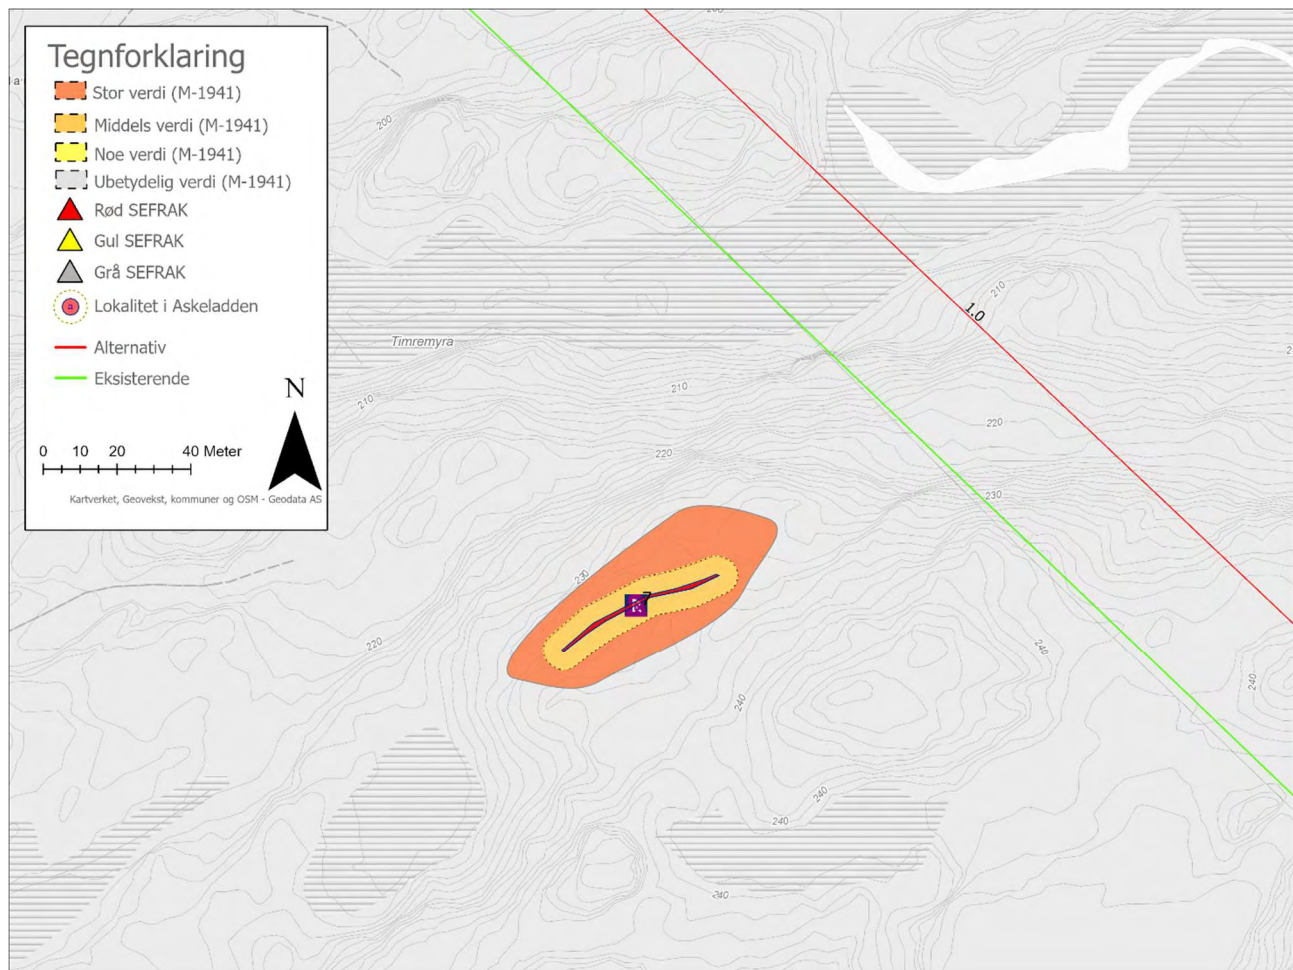 Tegnforklaring
Stor verdi (M-1941)
Middels verdi (M-1941)
Noe verdi (M-1941)
Ubetydelig verdi (M-1941)
Rød SEFRAK
Gul SEFRAK
Grå SEFRAK
Lokalitet i Askeladden
Alternativ
Eksisterende
N
0 10 20 40 Meter
Kartverket, Geovekst, kommuner og OSM - Geodata AS
200
210
1.0
Timremyra
210
210
220
220
230
230
220
240
240
240
240
240
240